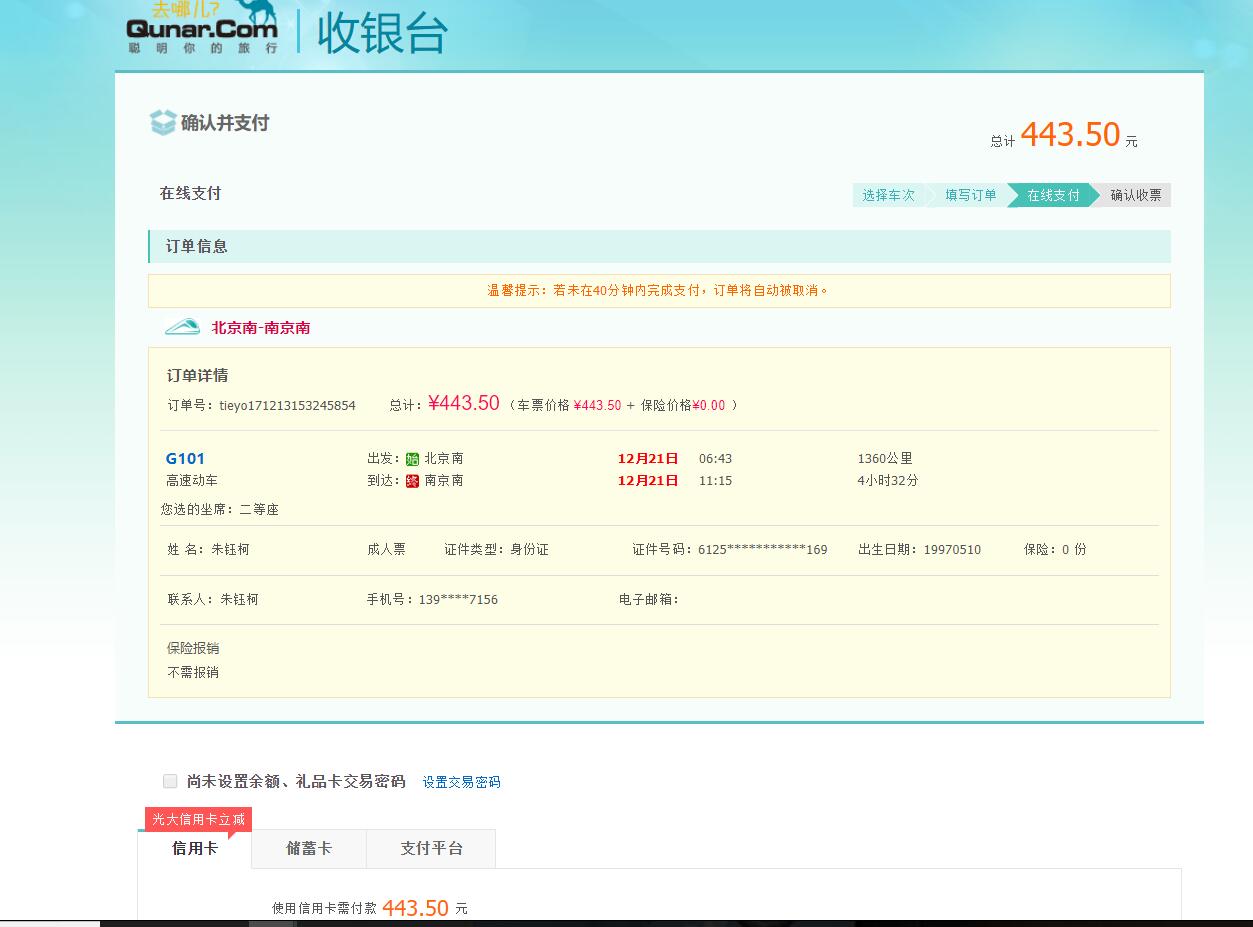 去哪儿?
Qunar.Com
聪明你的旅行
收银台
确认并支付
总计 443.50 元
在线支付
选择车次 填写订单 在线支付 确认收票
订单信息
温馨提示：若未在40分钟内完成支付，订单将自动被取消。
北京南-南京南
订单详情
订单号：tieyo171213153245854 总计：¥443.50 （车票价格 ¥443.50 + 保险价格¥0.00 ）
G101 出发：始 北京南 12月21日 06:43 1360公里
高速动车 到达：终 南京南 12月21日 11:15 4小时32分
您选的坐席：二等座
姓 名：朱钰柯 成人票 证件类型：身份证 证件号码：6125***********169 出生日期：19970510 保险：0 份
联系人：朱钰柯 手机号：139****7156 电子邮箱：
保险报销
不需报销
尚未设置余额、礼品卡交易密码 设置交易密码
光大信用卡立减
信用卡 储蓄卡 支付平台
使用信用卡需付款 443.50 元